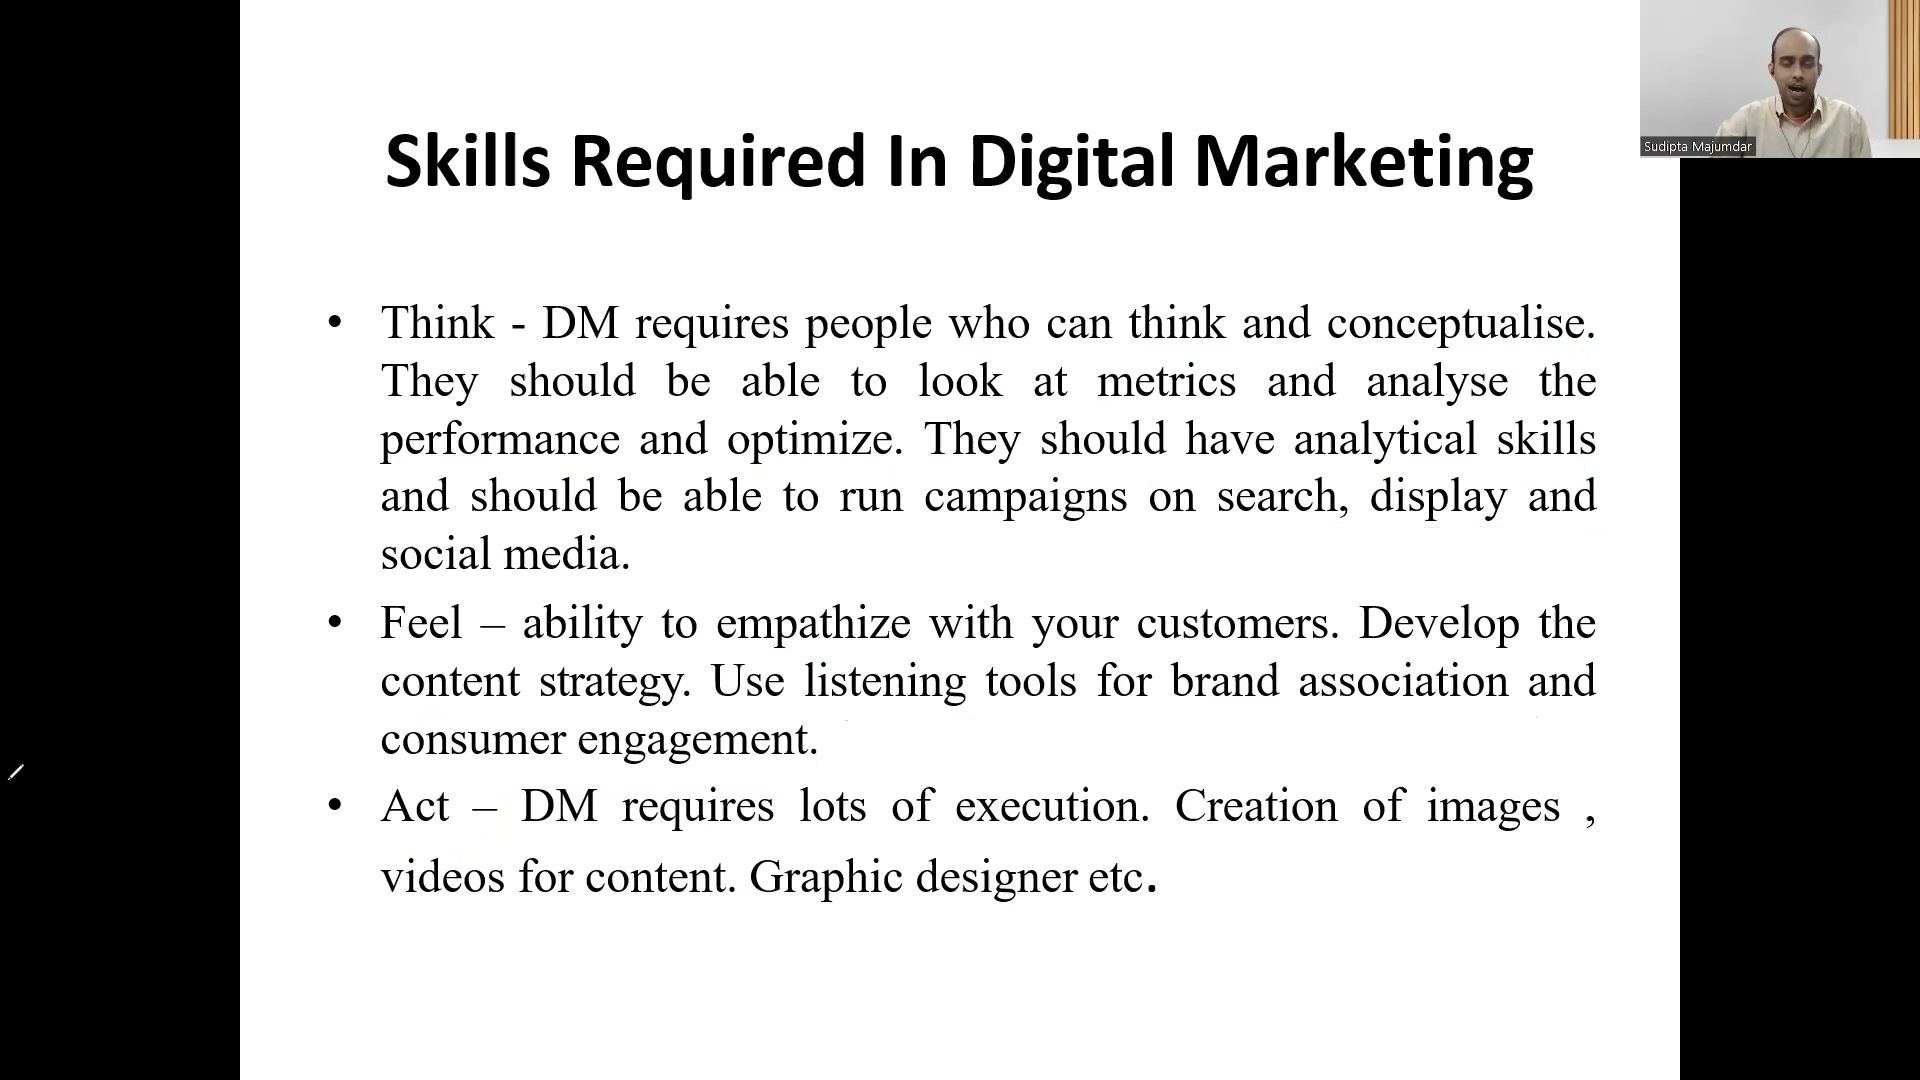 Skills Required In Digital Marketing
Sudipta Majumdar
• Think - DM requires people who can think and conceptualise.
They should be able to look at metrics and analyse the
performance and optimize. They should have analytical skills
and should be able to run campaigns on search, display and
social media.
• Feel – ability to empathize with your customers. Develop the
content strategy. Use listening tools for brand association and
consumer engagement.
• Act – DM requires lots of execution. Creation of images ,
videos for content. Graphic designer etc.